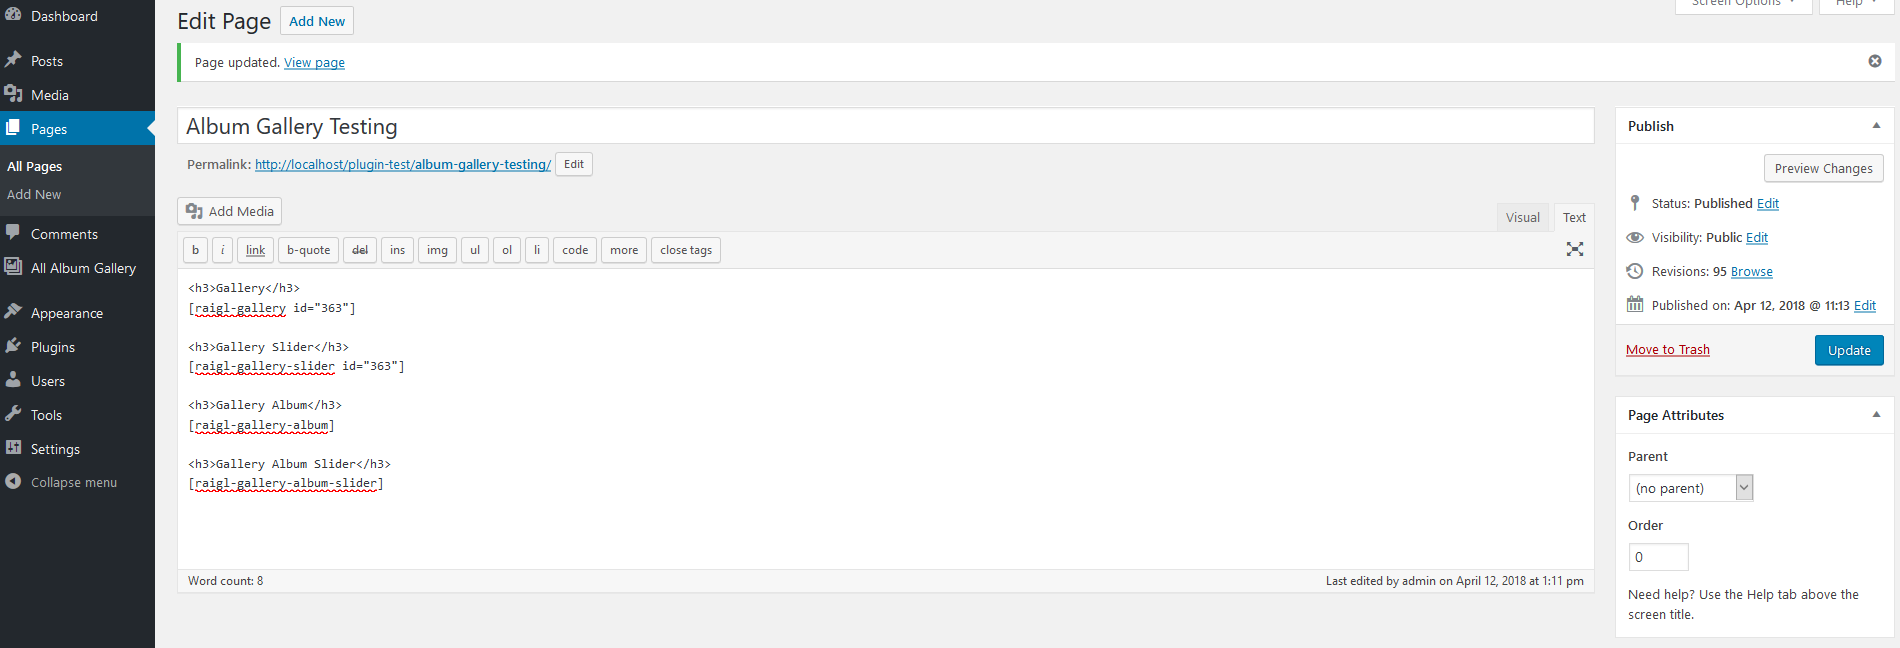 Dashboard
Posts
Media
Pages
All Pages
Add New
Comments
All Album Gallery
Appearance
Plugins
Users
Tools
Settings
Collapse menu
Screen Options
Help
Edit Page
Add New
Page updated. View page
Album Gallery Testing
Permalink: http://localhost/plugin-test/album-gallery-testing/ Edit
Add Media
Visual Text
b i link b-quote del ins img ul ol li code more close tags
<h3>Gallery</h3>
[raigl-gallery id="363"]
<h3>Gallery Slider</h3>
[raigl-gallery-slider id="363"]
<h3>Gallery Album</h3>
[raigl-gallery-album]
<h3>Gallery Album Slider</h3>
[raigl-gallery-album-slider]
Word count: 8
Last edited by admin on April 12, 2018 at 1:11 pm
Publish
Preview Changes
Status: Published Edit
Visibility: Public Edit
Revisions: 95 Browse
Published on: Apr 12, 2018 @ 11:13 Edit
Move to Trash
Update
Page Attributes
Parent
(no parent)
Order
0
Need help? Use the Help tab above the
screen title.